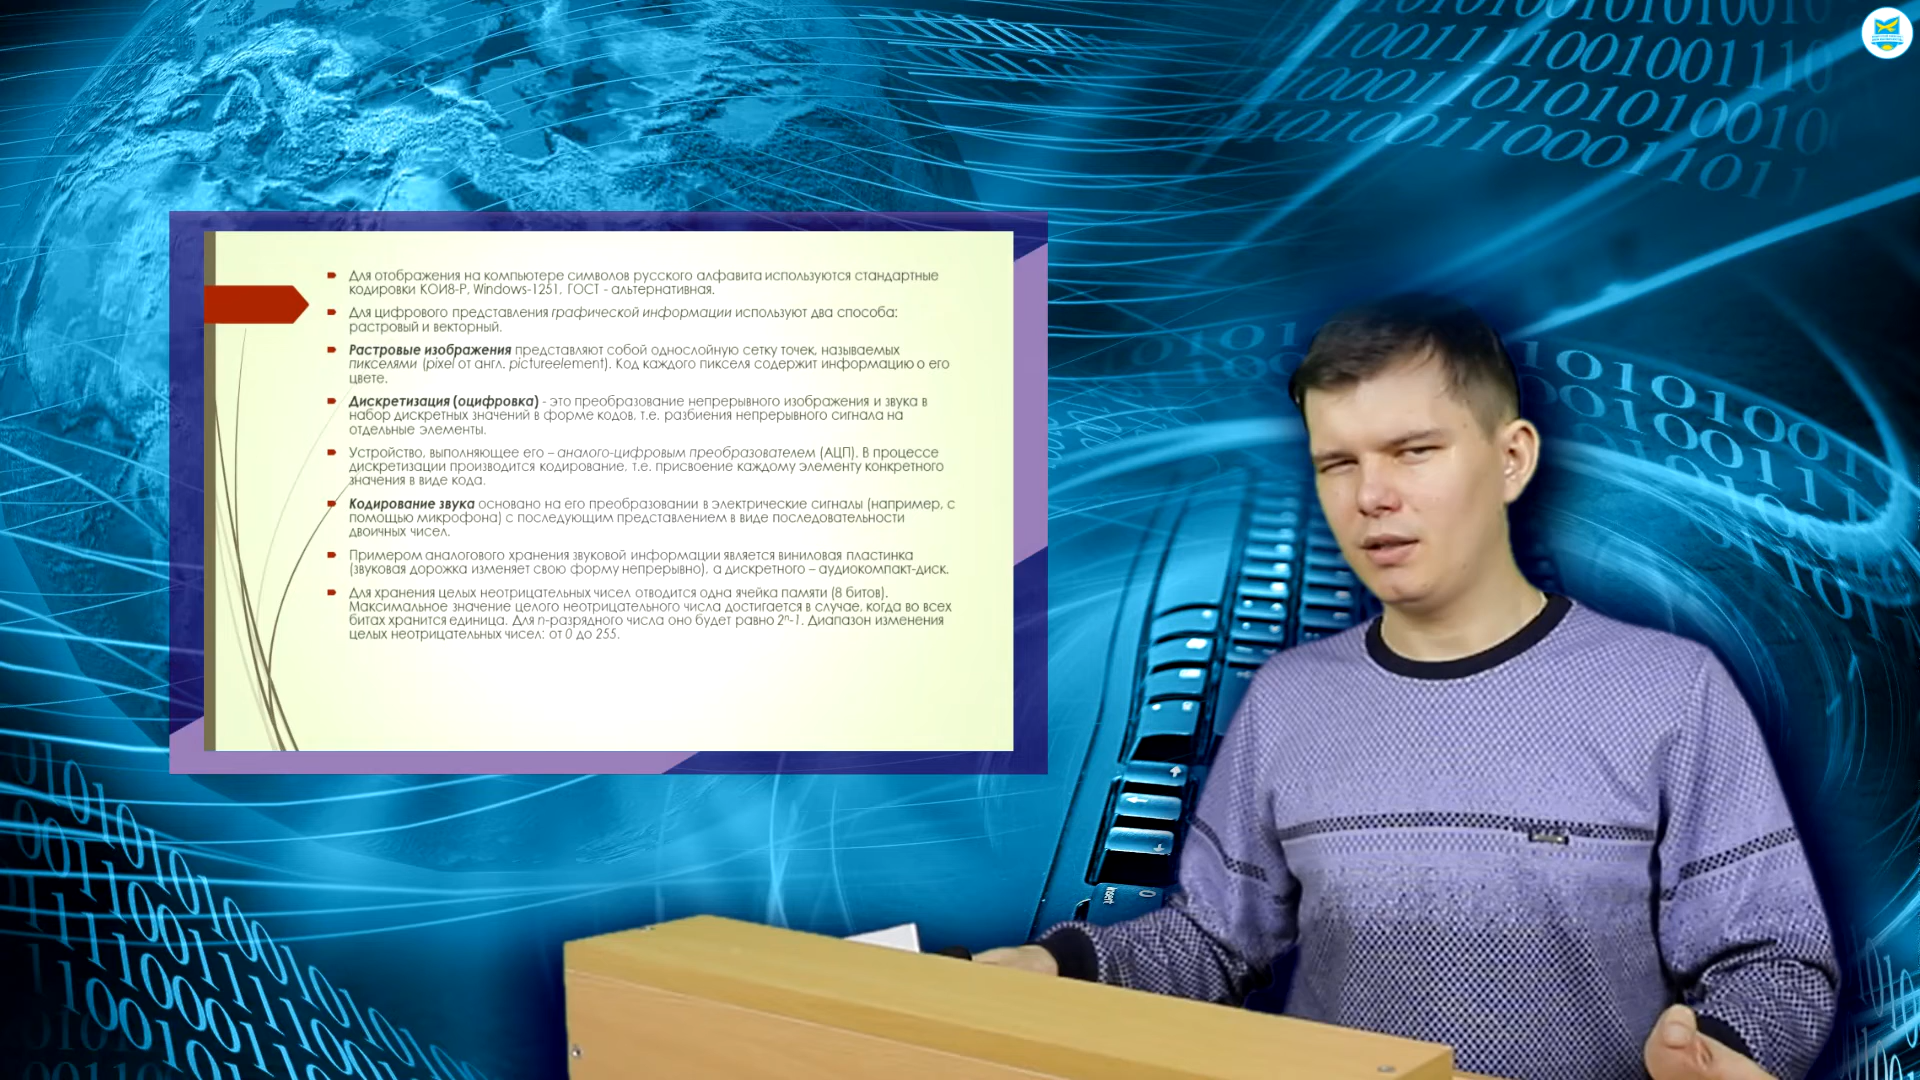 Для отображения на компьютере символов русского алфавита используются стандартные
кодировки КОИ8-Р, Windows-1251. ГОСТ - альтернативная.
Для цифрового представления графической информации используют два способа:
растровый и векторный.
Растровые изображения представляют собой однослойную сетку точек, называемых
пикселями (pixel от англ. pictureelement). Код каждого пикселя содержит информацию о его
цвете.
Дискретизация (оцифровка) - это преобразование непрерывного изображения и звука в
набор дискретных значений в форме кодов, т.е. разбиения непрерывного сигнала на
отдельные элементы.
Устройство, выполняющее его – аналого-цифровым преобразователем (АЦП). В процессе
дискретизации производится кодирование, т.е. присвоение каждому элементу конкретного
значения в виде кода.
Кодирование звука основано на его преобразовании в электрические сигналы (например, с
помощью микрофона) с последующим представлением в виде последовательности
двоичных чисел.
Примером аналогового хранения звуковой информации является виниловая пластинка
(звуковая дорожка изменяет свою форму непрерывно), а дискретного – аудиокомпакт-диск.
Для хранения целых неотрицательных чисел отводится одна ячейка памяти (8 битов).
Максимальное значение целого неотрицательного числа достигается в случае, когда во всех
битах хранится единица. Для n-разрядного числа оно будет равно 2ⁿ-1. Диапазон изменения
целых неотрицательных чисел: от 0 до 255.
Insert
0